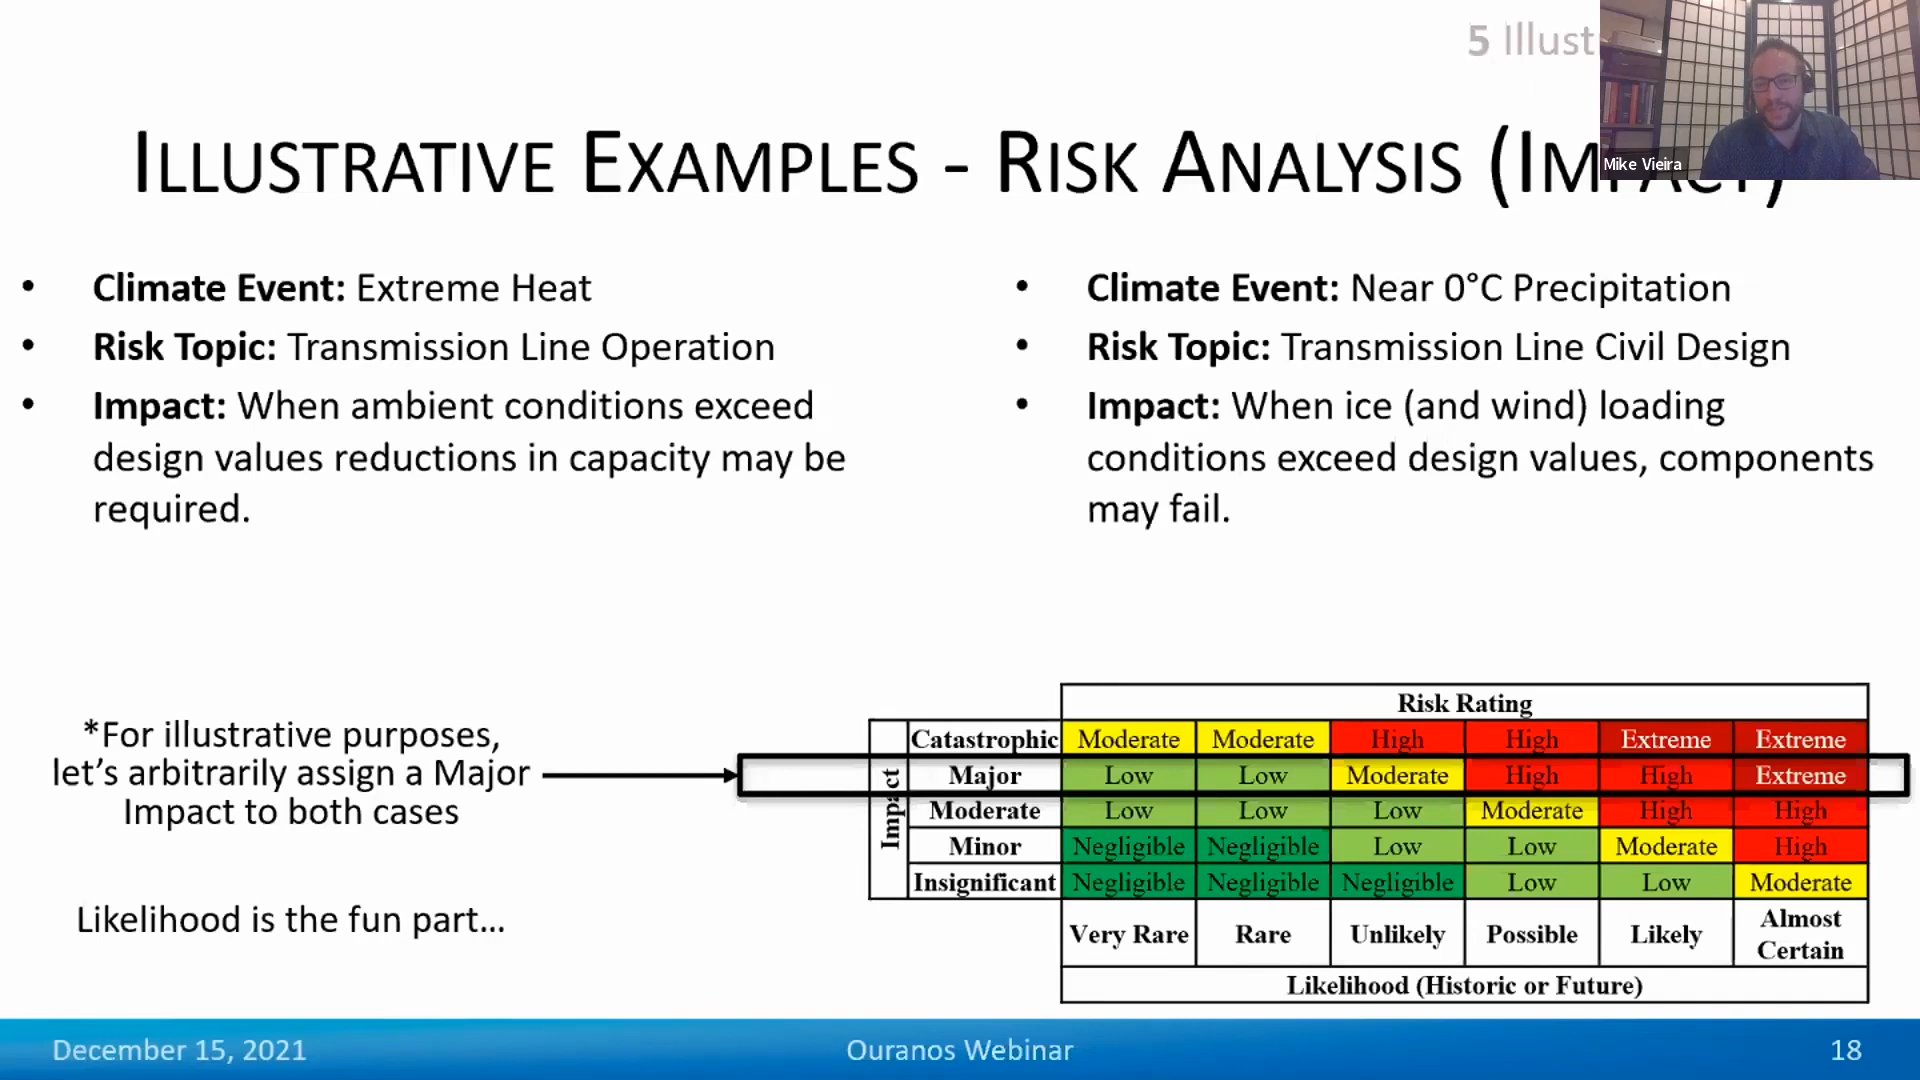 5 Illust
Mike Vieira
ILLUSTRATIVE EXAMPLES - RISK ANALYSIS (IMPACT)
• Climate Event: Extreme Heat
• Risk Topic: Transmission Line Operation
• Impact: When ambient conditions exceed
design values reductions in capacity may be
required.
• Climate Event: Near 0°C Precipitation
• Risk Topic: Transmission Line Civil Design
• Impact: When ice (and wind) loading
conditions exceed design values, components
may fail.
*For illustrative purposes,
let's arbitrarily assign a Major
Impact to both cases
Likelihood is the fun part...
Risk Rating
Impact
Catastrophic Moderate Moderate High High Extreme Extreme
Major Low Low Moderate High High Extreme
Moderate Low Low Low Moderate High High
Minor Negligible Negligible Low Low Moderate High
Insignificant Negligible Negligible Negligible Low Low Moderate
Very Rare Rare Unlikely Possible Likely Almost
Certain
Likelihood (Historic or Future)
December 15, 2021 Ouranos Webinar 18